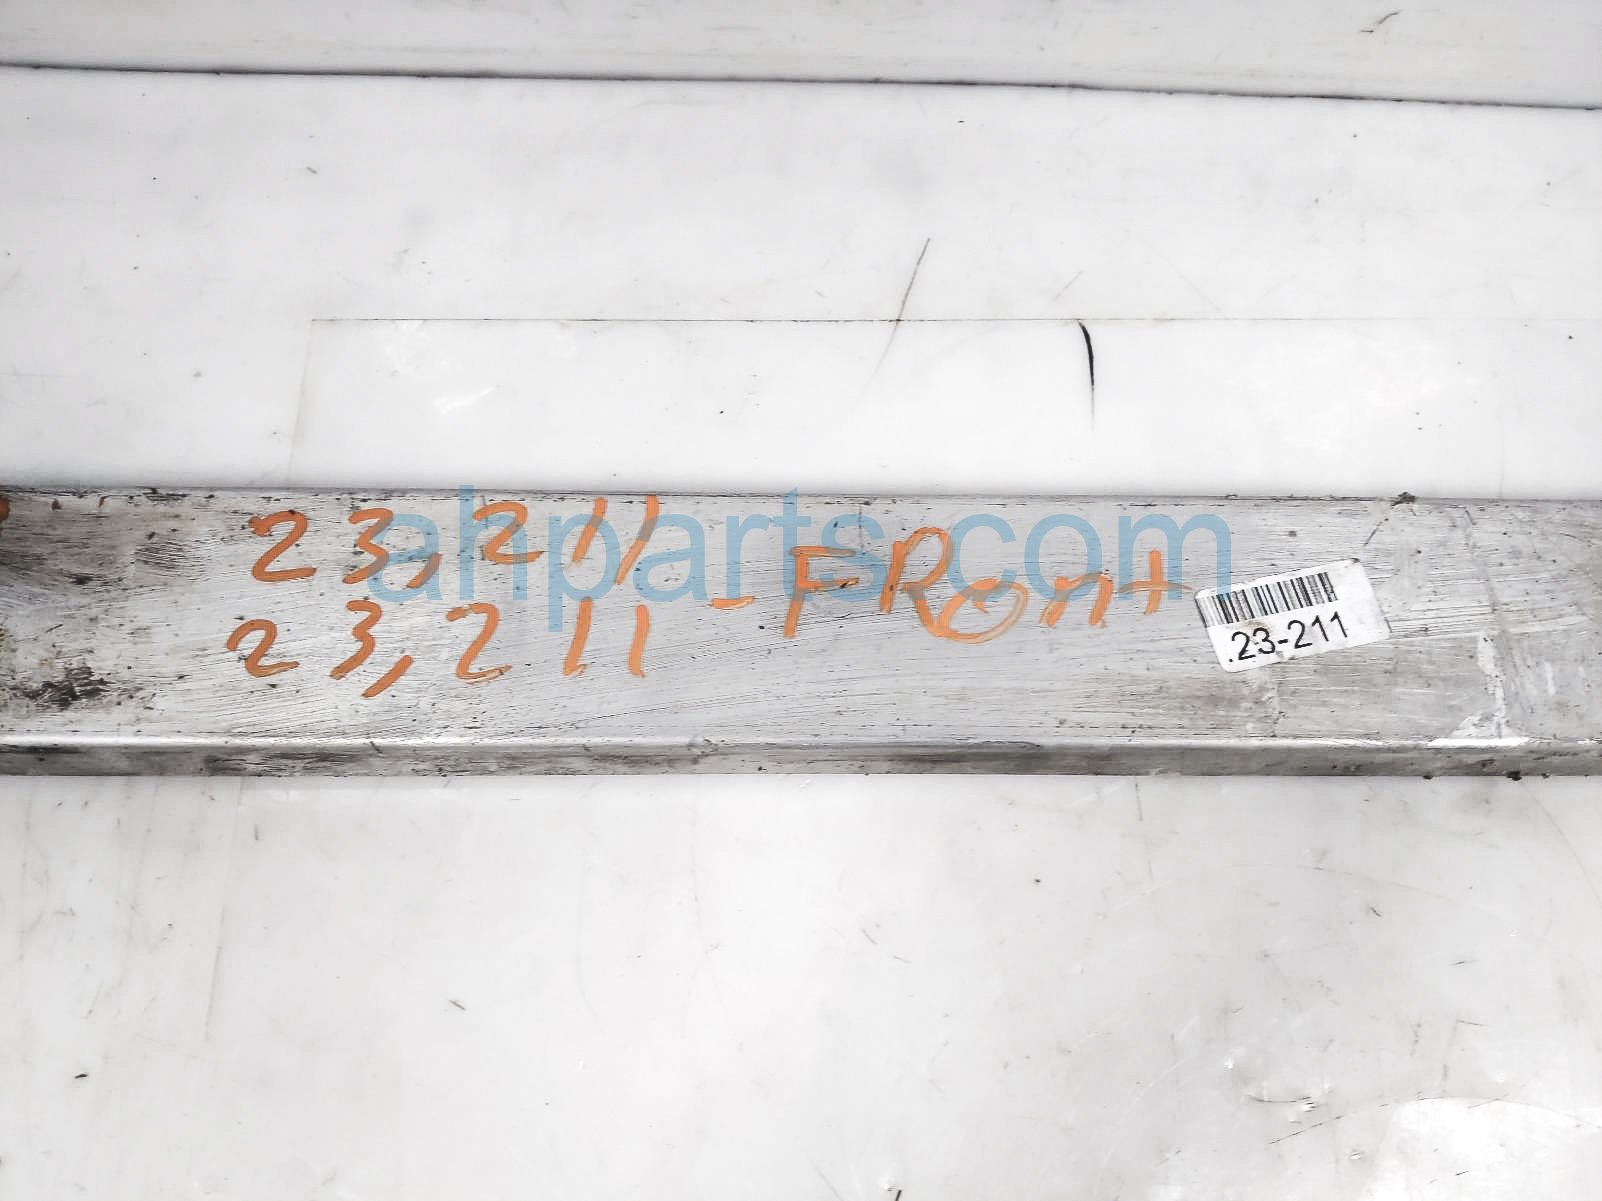 23,211
23,211 - FRont
.23-211
ahparts.com